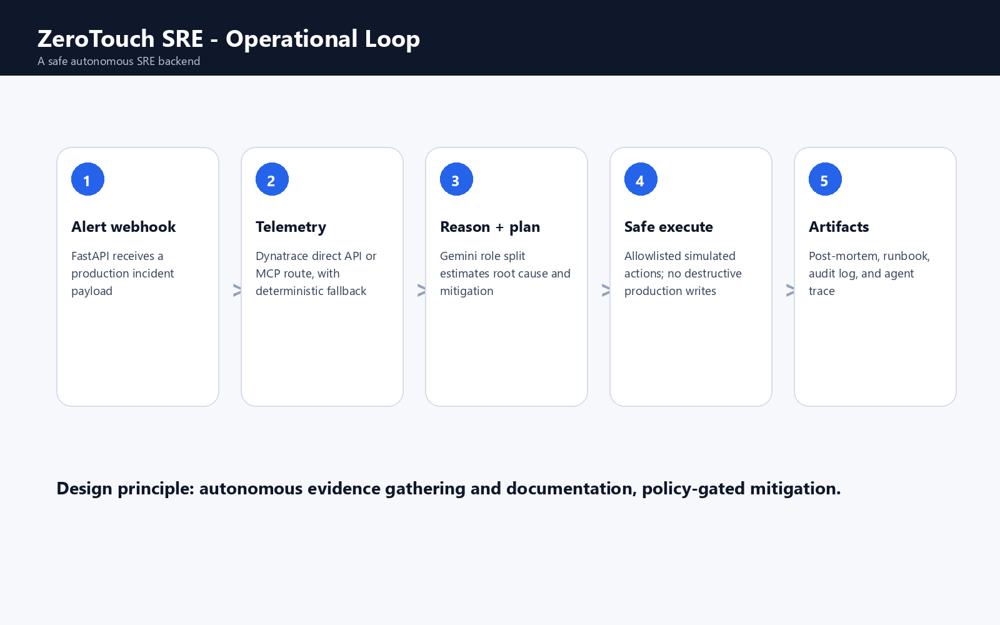 ZeroTouch SRE - Operational Loop
A safe autonomous SRE backend
1
Alert webhook
FastAPI receives a
production incident
payload
>
2
Telemetry
Dynatrace direct API or
MCP route, with
deterministic fallback
>
3
Reason + plan
Gemini role split
estimates root cause and
mitigation
>
4
Safe execute
Allowlisted simulated
actions; no destructive
production writes
>
5
Artifacts
Post-mortem, runbook,
audit log, and agent
trace
Design principle: autonomous evidence gathering and documentation, policy-gated mitigation.